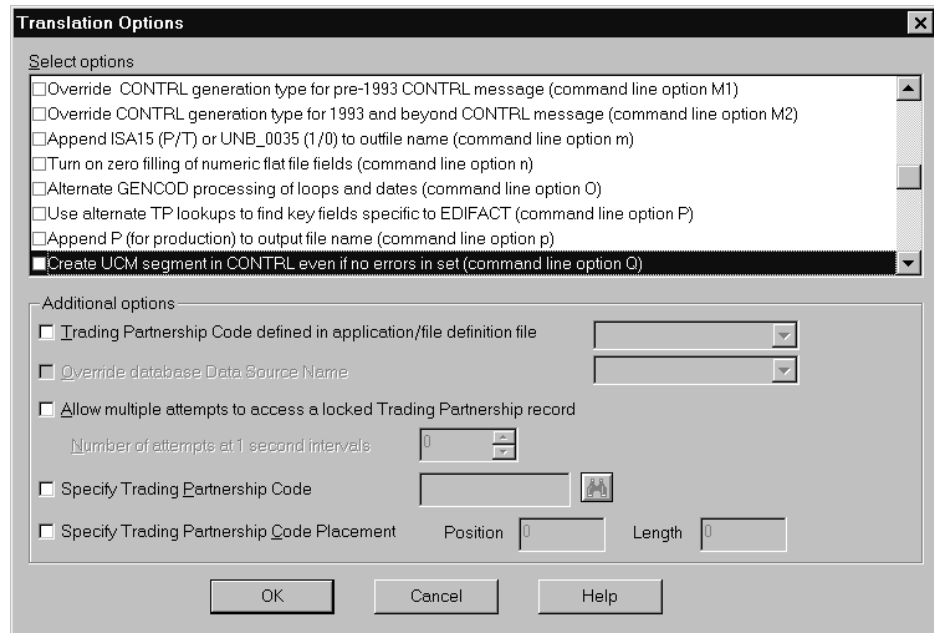 Translation Options
Select options
Override CONTRL generation type for pre-1993 CONTRL message (command line option M1)
Override CONTRL generation type for 1993 and beyond CONTRL message (command line option M2)
Append ISA15 (P/T) or UNB_0035 (1/0) to outfile name (command line option m)
Turn on zero filling of numeric flat file fields (command line option n)
Alternate GENCOD processing of loops and dates (command line option O)
Use alternate TP lookups to find key fields specific to EDIFACT (command line option P)
Append P (for production) to output file name (command line option p)
Create UCM segment in CONTRL even if no errors in set (command line option Q)
Additional options
Trading Partnership Code defined in application/file definition file
Override database Data Source Name
Allow multiple attempts to access a locked Trading Partnership record
Number of attempts at 1 second intervals 0
Specify Trading Partnership Code
Specify Trading Partnership Code Placement Position 0 Length 0
OK Cancel Help